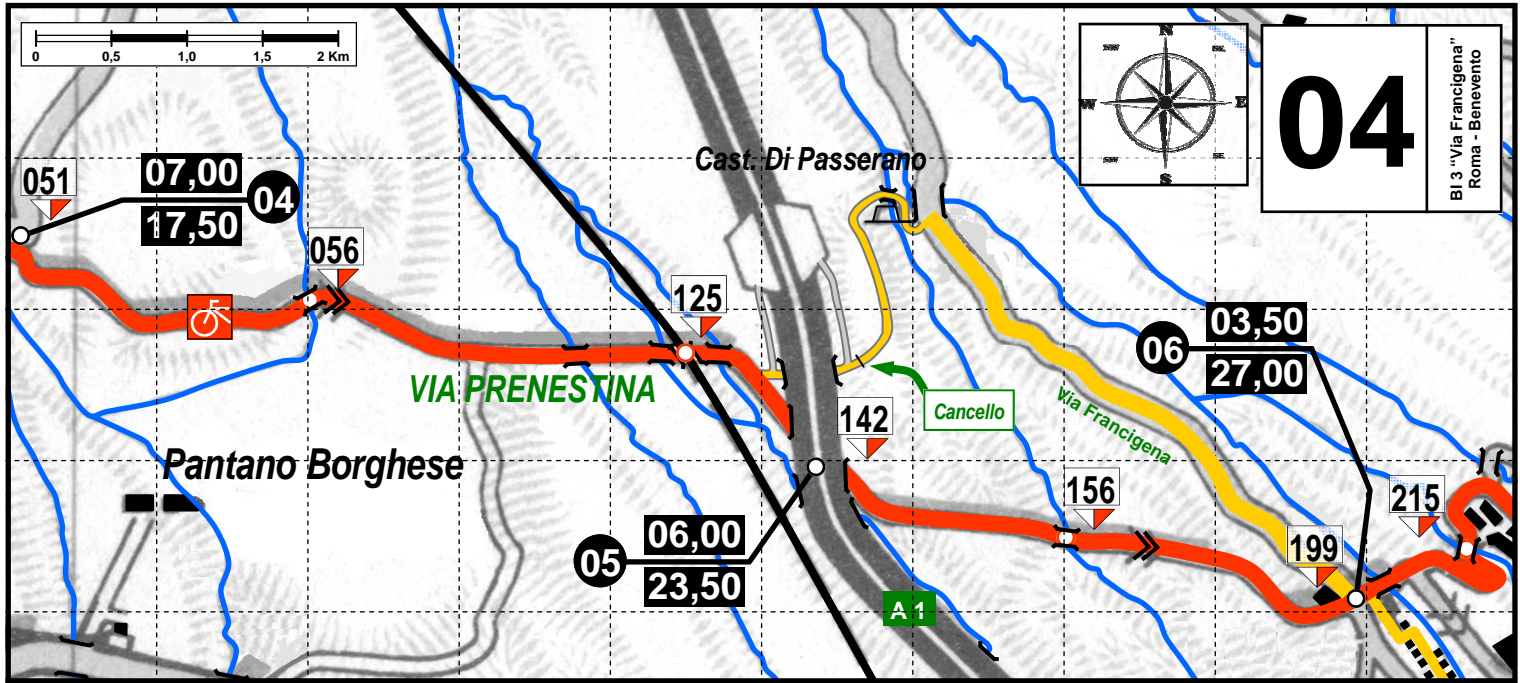 0 0,5 1,0 1,5 2 Km
N
W
E
S
04
BI 3 “Via Francigena”
Roma - Benevento
Cast. Di Passerano
051
07,00
17,50
04
056
125
VIA PRENESTINA
Cancello
142
Via Francigena
03,50
27,00
06
Pantano Borghese
156
215
199
06,00
23,50
05
A 1